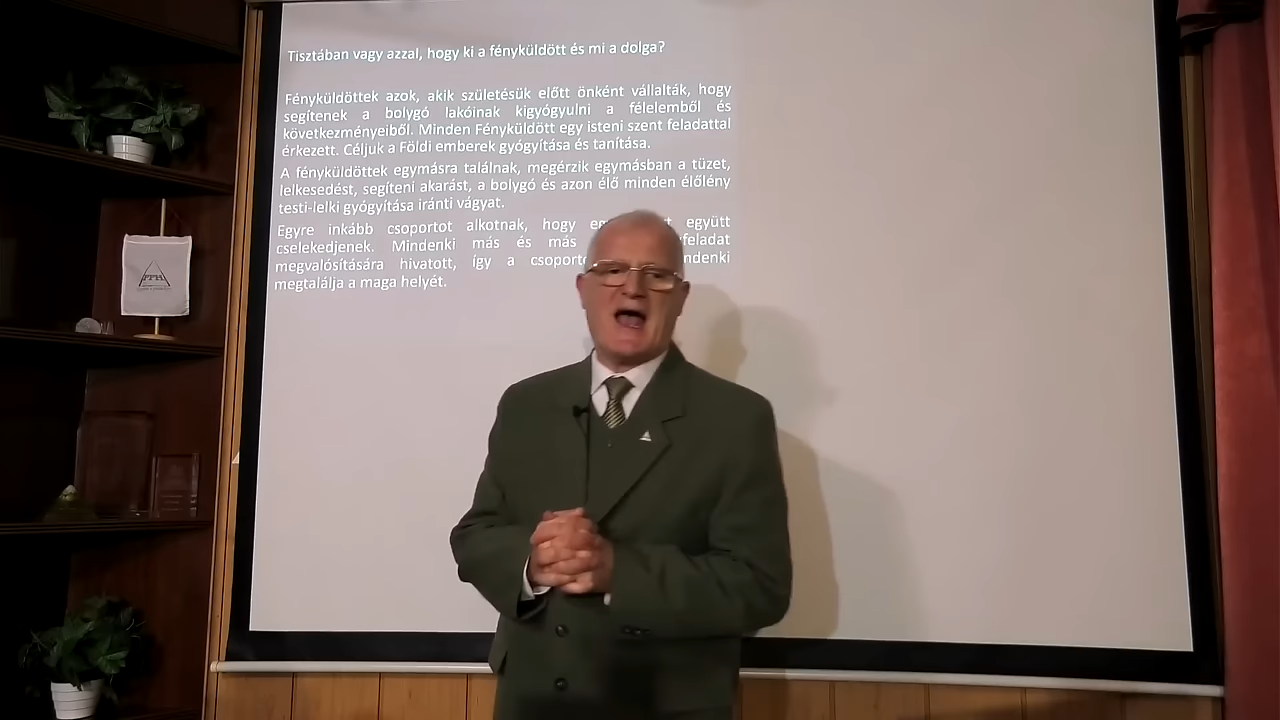 Tisztában vagy azzal, hogy ki a fényküldött és mi a dolga?
Fényküldöttek azok, akik születésük előtt önként vállalták, hogy
segítenek a bolygó lakóinak kigyógyulni a félelemből és
következményeiből. Minden Fényküldött egy isteni szent feladattal
érkezett. Céljuk a Földi emberek gyógyítása és tanítása.
A fényküldöttek egymásra találnak, megérzik egymásban a tüzet,
lelkesedést, segíteni akarást, a bolygó és azon élő minden élőlény
testi-lelki gyógyítása iránti vágyat.
Egyre inkább csoportot alkotnak, hogy együtt
cselekedjenek. Mindenki más és más
megvalósítására hivatott, így a
megtalálja a maga helyét.